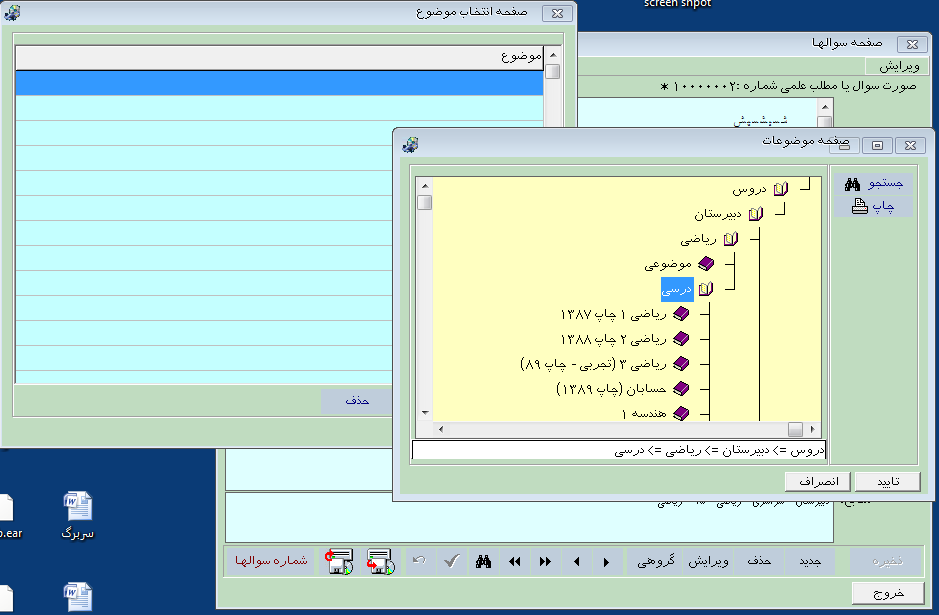 screen shpot
صفحه انتخاب موضوع
موضوع
حذف
صفحه سوالها
ویرایش
صورت سوال یا مطلب علمی شماره :۱۰۰۰۰۰۰۲ *
صفحه موضوعات
جستجو
چاپ
دروس
دبیرستان
ریاضی
موضوعی
درسی
ریاضی ۱ چاپ ۱۳۸۷
ریاضی ۲ چاپ ۱۳۸۸
ریاضی ۳ (تجربی - چاپ ۸۹)
حسابان (چاپ ۱۳۸۹)
هندسه ۱
دروس => دبیرستان => ریاضی => درسی
تایید
انصراف
شماره سوالها
گروهی
ویرایش
حذف
جدید
ذخیره
خروج
سربرگ
o.ear